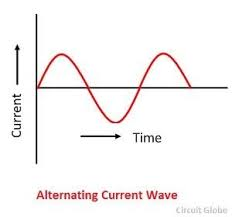 Current
Time
Alternating Current Wave
Circuit Globe